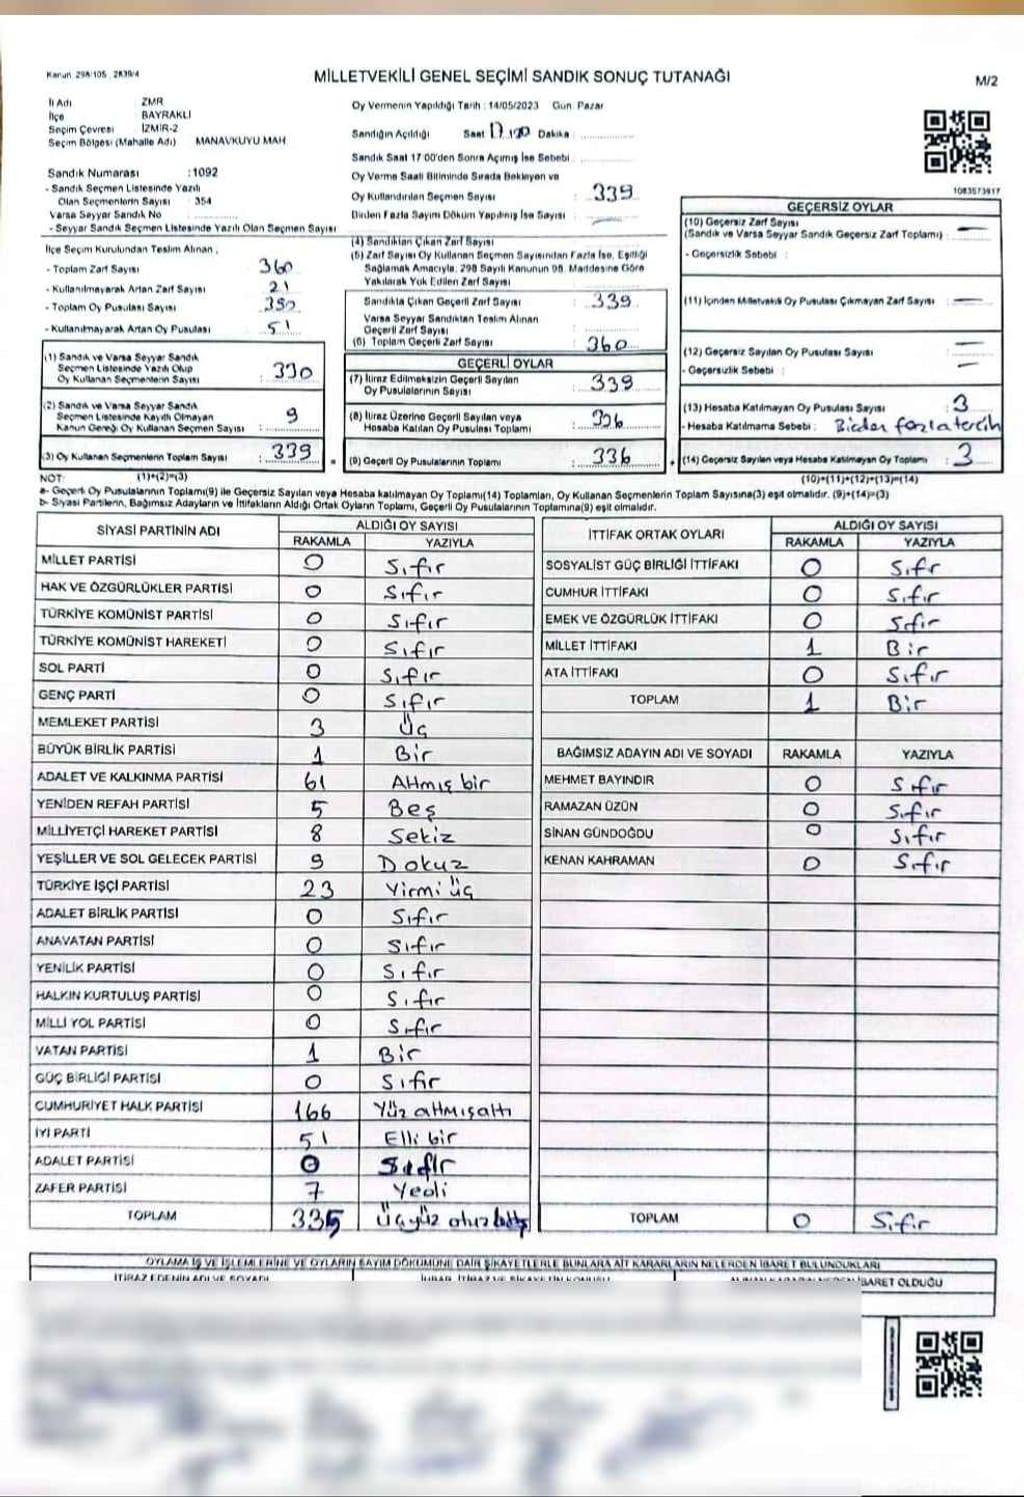 Kanun 298/105 2839/4
MİLLETVEKİLİ GENEL SEÇİMİ SANDIK SONUÇ TUTANAĞI
M/2
İl Adı ZMR
İlçe BAYRAKLI
Seçim Çevresi İZMİR-2
Seçim Bölgesi (Mahalle Adı) MANAVKUYU MAH
Sandık Numarası :1092
- Sandık Seçmen Listesinde Yazılı
Olan Seçmenlerin Sayısı : 354
Varsa Seyyar Sandık No
- Seyyar Sandık Seçmen Listesinde Yazılı Olan Seçmen Sayısı
Oy Vermenin Yapıldığı Tarih : 14/05/2023 Gün: Pazar
Sandığın Açıldığı Saat 17.00 Dakika :
Sandık Saat 17 00'den Sonra Açılmış İse Sebebi :
Oy Verme Saati Bitiminde Sırada Bekleyen ve
Oy Kullandırılan Seçmen Sayısı : 339
Birden Fazla Sayım Döküm Yapılmış İse Sayısı :
1083573917
İlçe Seçim Kurulundan Teslim Alınan ,
- Toplam Zarf Sayısı : 360
- Kullanılmayarak Artan Zarf Sayısı : 21
- Toplam Oy Pusulası Sayısı :
- Kullanılmayarak Artan Oy Pusulası : 51
(1) Sandık ve Varsa Seyyar Sandık
Seçmen Listesinde Yazılı Olup
Oy Kullanan Seçmenlerin Sayısı : 330
(2) Sandık ve Varsa Seyyar Sandık
Seçmen Listesinde Kayıtlı Olmayan
Kanun Gereği Oy Kullanan Seçmen Sayısı : 9
(3) Oy Kullanan Seçmenlerin Toplam Sayısı : 339
(4) Sandıktan Çıkan Zarf Sayısı
(5) Zarf Sayısı Oy Kullanan Seçmen Sayısından Fazla İse, Eşitliği
Sağlamak Amacıyla; 298 Sayılı Kanunun 98. Maddesine Göre
Yakılarak Yok Edilen Zarf Sayısı
Sandıkta Çıkan Geçerli Zarf Sayısı : 339
Varsa Seyyar Sandıktan Teslim Alınan
Geçerli Zarf Sayısı
(6) Toplam Geçerli Zarf Sayısı : 360
GEÇERLİ OYLAR
(7) İtiraz Edilmeksizin Geçerli Sayılan
Oy Pusulalarının Sayısı : 339
(8) İtiraz Üzerine Geçerli Sayılan veya
Hesaba Katılan Oy Pusulası Toplamı : 336
(9) Geçerli Oy Pusulalarının Toplamı : 336
GEÇERSİZ OYLAR
(10) Geçersiz Zarf Sayısı
(Sandık ve Varsa Seyyar Sandık Geçersiz Zarf Toplamı) : —
- Geçersizlik Sebebi :
(11) İçinden Milletvekili Oy Pusulası Çıkmayan Zarf Sayısı : —
(12) Geçersiz Sayılan Oy Pusulası Sayısı : —
- Geçersizlik Sebebi : —
(13) Hesaba Katılmayan Oy Pusulası Sayısı : 3
- Hesaba Katılmama Sebebi : Birden fazla tercih
(14) Geçersiz Sayılan veya Hesaba Katılmayan Oy Toplamı : 3
NOT: (1)+(2)=(3)
(10)+(11)+(12)+(13)=(14)
a- Geçerli Oy Pusulalarının Toplamı(9) ile Geçersiz Sayılan veya Hesaba katılmayan Oy Toplamı(14) Toplamları, Oy Kullanan Seçmenlerin Toplam Sayısına(3) eşit olmalıdır. (9)+(14)=(3)
b- Siyasi Partilerin, Bağımsız Adayların ve İttifakların Aldığı Ortak Oyların Toplamı, Geçerli Oy Pusulalarının Toplamına(9) eşit olmalıdır.
SİYASİ PARTİNİN ADI ALDIĞI OY SAYISI
RAKAMLA YAZIYLA
MİLLET PARTİSİ 0 Sıfır
HAK VE ÖZGÜRLÜKLER PARTİSİ 0 Sıfır
TÜRKİYE KOMÜNİST PARTİSİ 0 Sıfır
TÜRKİYE KOMÜNİST HAREKETİ 0 Sıfır
SOL PARTİ 0 Sıfır
GENÇ PARTİ 0 Sıfır
MEMLEKET PARTİSİ 3 Üç
BÜYÜK BİRLİK PARTİSİ 1 Bir
ADALET VE KALKINMA PARTİSİ 61 Altmış bir
YENİDEN REFAH PARTİSİ 5 Beş
MİLLİYETÇİ HAREKET PARTİSİ 8 Sekiz
YEŞİLLER VE SOL GELECEK PARTİSİ 9 Dokuz
TÜRKİYE İŞÇİ PARTİSİ 23 Yirmi üç
ADALET BİRLİK PARTİSİ 0 Sıfır
ANAVATAN PARTİSİ 0 Sıfır
YENİLİK PARTİSİ 0 Sıfır
HALKIN KURTULUŞ PARTİSİ 0 Sıfır
MİLLİ YOL PARTİSİ 0 Sıfır
VATAN PARTİSİ 1 Bir
GÜÇ BİRLİĞİ PARTİSİ 0 Sıfır
CUMHURİYET HALK PARTİSİ 166 Yüz altmışaltı
İYİ PARTİ 51 Elli bir
ADALET PARTİSİ 0 Sıfır
ZAFER PARTİSİ 7 Yedi
TOPLAM 335 Üçyüz otuz beş
İTTİFAK ORTAK OYLARI ALDIĞI OY SAYISI
RAKAMLA YAZIYLA
SOSYALİST GÜÇ BİRLİĞİ İTTİFAKI 0 Sıfr
CUMHUR İTTİFAKI 0 Sıfır
EMEK VE ÖZGÜRLÜK İTTİFAKI 0 Sıfır
MİLLET İTTİFAKI 1 Bir
ATA İTTİFAKI 0 Sıfır
TOPLAM 1 Bir
BAĞIMSIZ ADAYIN ADI VE SOYADI RAKAMLA YAZIYLA
MEHMET BAYINDIR 0 Sıfır
RAMAZAN ÜZÜN 0 Sıfır
SİNAN GÜNDOĞDU 0 Sıfır
KENAN KAHRAMAN 0 Sıfır
TOPLAM 0 Sıfır
OYLAMA İŞ VE İŞLEMLERİNE VE OYLARIN SAYIM DÖKÜMÜNE DAİR ŞİKAYETLERLE BUNLARA AİT KARARLARIN NELERDEN İBARET BULUNDUKLARI
İTİRAZ EDENİN ADI VE SOYADI
İBARET OLDUĞU